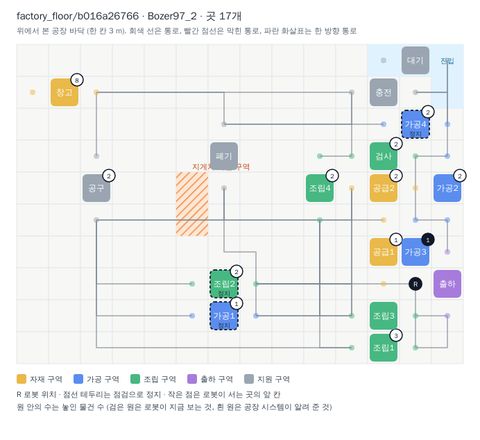 factory_floor/b016a26766 · Bozer97_2 · 곳 17개
위에서 본 공장 바닥 (한 칸 3 m). 회색 선은 통로, 빨간 점선은 막힌 통로, 파란 화살표는 한 방향 통로
대기
창고 8
충전
가공4 2
정지
검사 2
폐기
공구 2
조립4 2
공급2 2
가공2 2
공급1 1
가공3 1
조립2 2
정지
R
출하
가공1 1
정지
조립3
조립1 3
자재 구역
가공 구역
조립 구역
출하 구역
지원 구역
R 로봇 위치 · 점선 테두리는 점검으로 정지 · 작은 점은 로봇이 서는 곳의 앞 칸
원 안의 수는 놓인 물건 수 (검은 원은 로봇이 지금 보는 것, 흰 원은 공장 시스템이 알려 준 것)